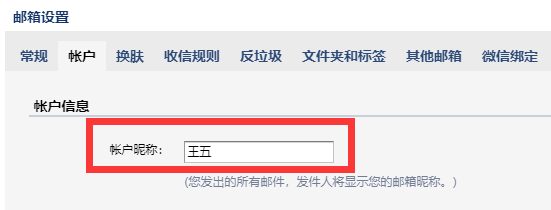 邮箱设置
常规 帐户 换肤 收信规则 反垃圾 文件夹和标签 其他邮箱 微信绑定
帐户信息
帐户昵称： 王五
(您发出的所有邮件，发件人将显示您的邮箱昵称。)